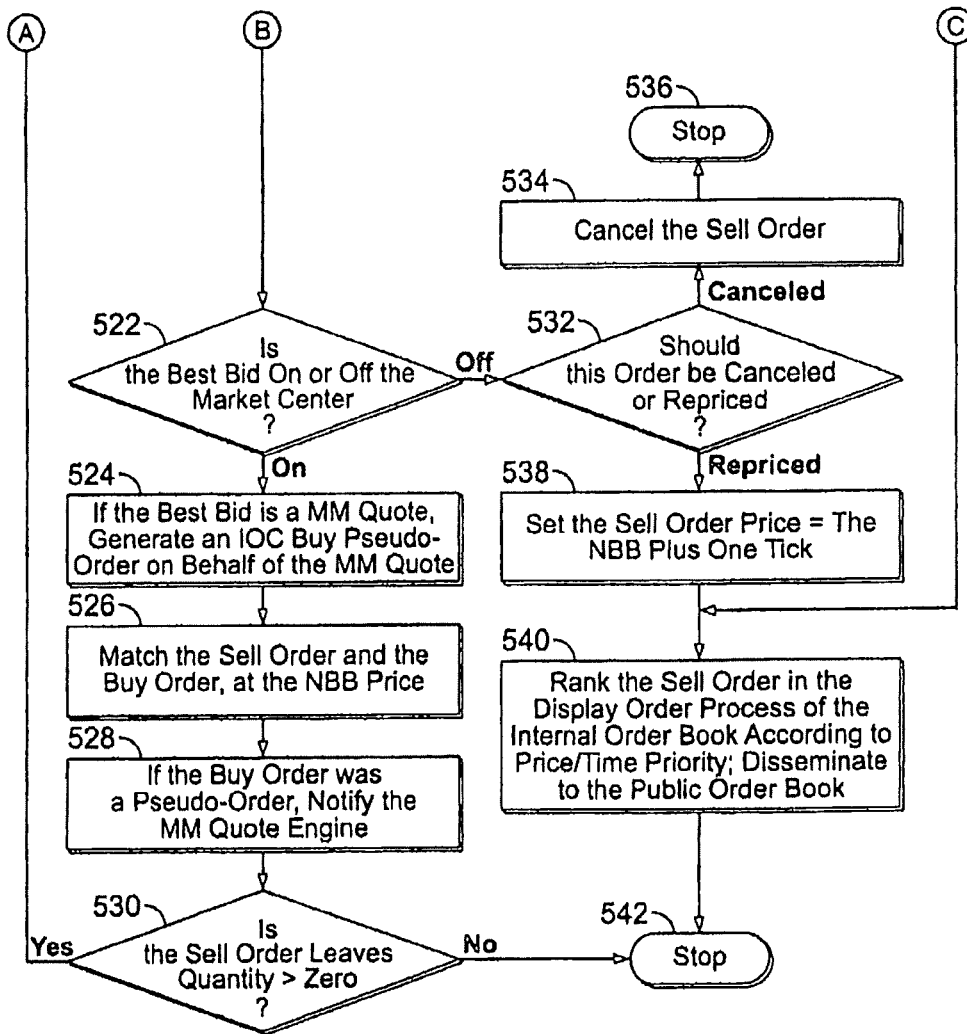 A
B
C
536
Stop
534
Cancel the Sell Order
Canceled
522
Is
the Best Bid On or Off the
Market Center
?
Off
532
Should
this Order be Canceled
or Repriced
?
On
Repriced
524
If the Best Bid is a MM Quote,
Generate an IOC Buy Pseudo-
Order on Behalf of the MM Quote
538
Set the Sell Order Price = The
NBB Plus One Tick
526
Match the Sell Order and the
Buy Order, at the NBB Price
540
Rank the Sell Order in the
Display Order Process of the
Internal Order Book According to
Price/Time Priority; Disseminate
to the Public Order Book
528
If the Buy Order was
a Pseudo-Order, Notify the
MM Quote Engine
530
Is
the Sell Order Leaves
Quantity > Zero
?
Yes
No
542
Stop